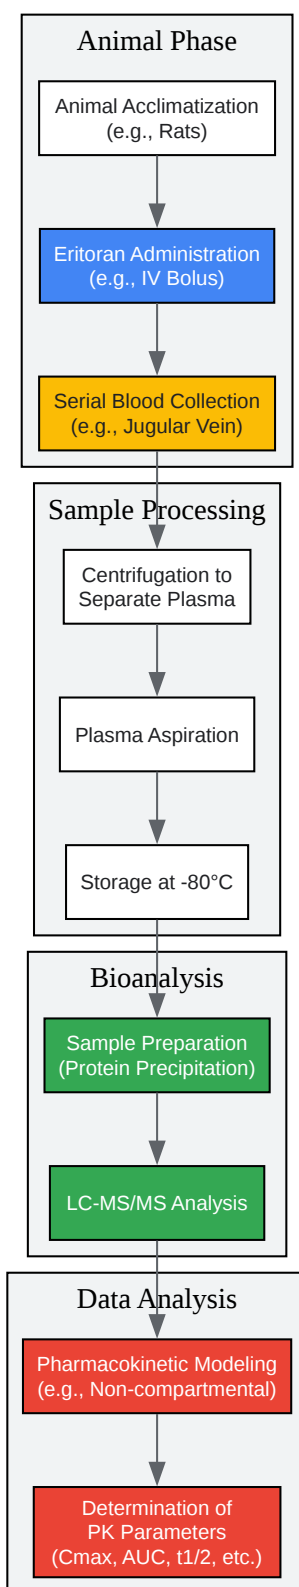 Animal Phase
Animal Acclimatization
(e.g., Rats)
Eritoran Administration
(e.g., IV Bolus)
Serial Blood Collection
(e.g., Jugular Vein)
Sample Processing
Centrifugation to
Separate Plasma
Plasma Aspiration
Storage at -80°C
Bioanalysis
Sample Preparation
(Protein Precipitation)
LC-MS/MS Analysis
Data Analysis
Pharmacokinetic Modeling
(e.g., Non-compartmental)
Determination of
PK Parameters
(Cmax, AUC, t1/2, etc.)